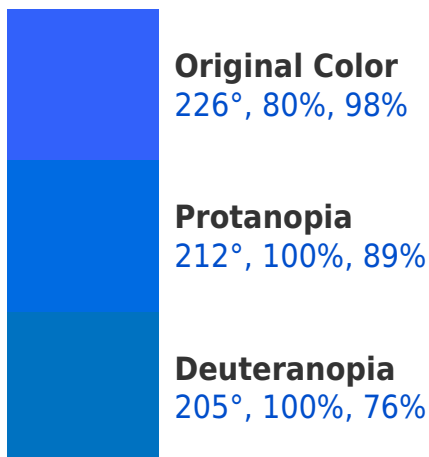 Original Color
226°, 80%, 98%
Protanopia
212°, 100%, 89%
Deuteranopia
205°, 100%, 76%